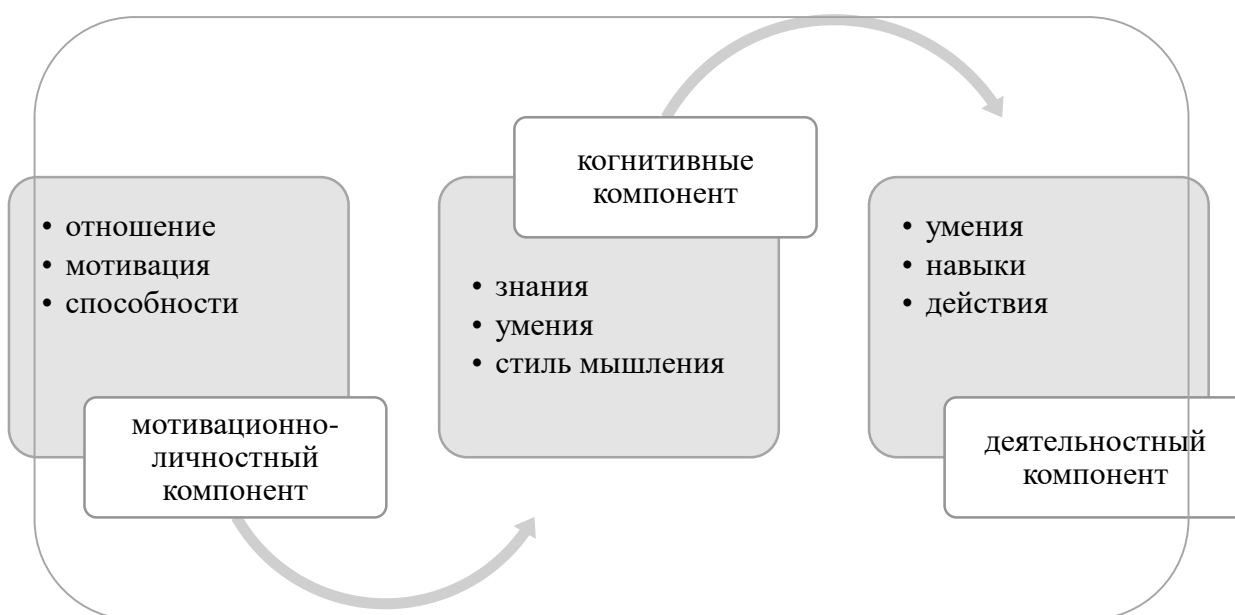 • отношение
• мотивация
• способности
мотивационно-
личностный
компонент
когнитивные
компонент
• знания
• умения
• стиль мышления
• умения
• навыки
• действия
деятельностный
компонент